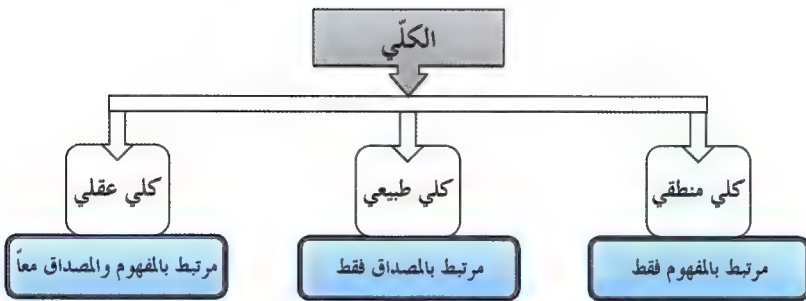 الكلّي
كلي منطقي
كلي طبيعي
كلي عقلي
مرتبط بالمفهوم فقط
مرتبط بالمصداق فقط
مرتبط بالمفهوم والمصداق معاً